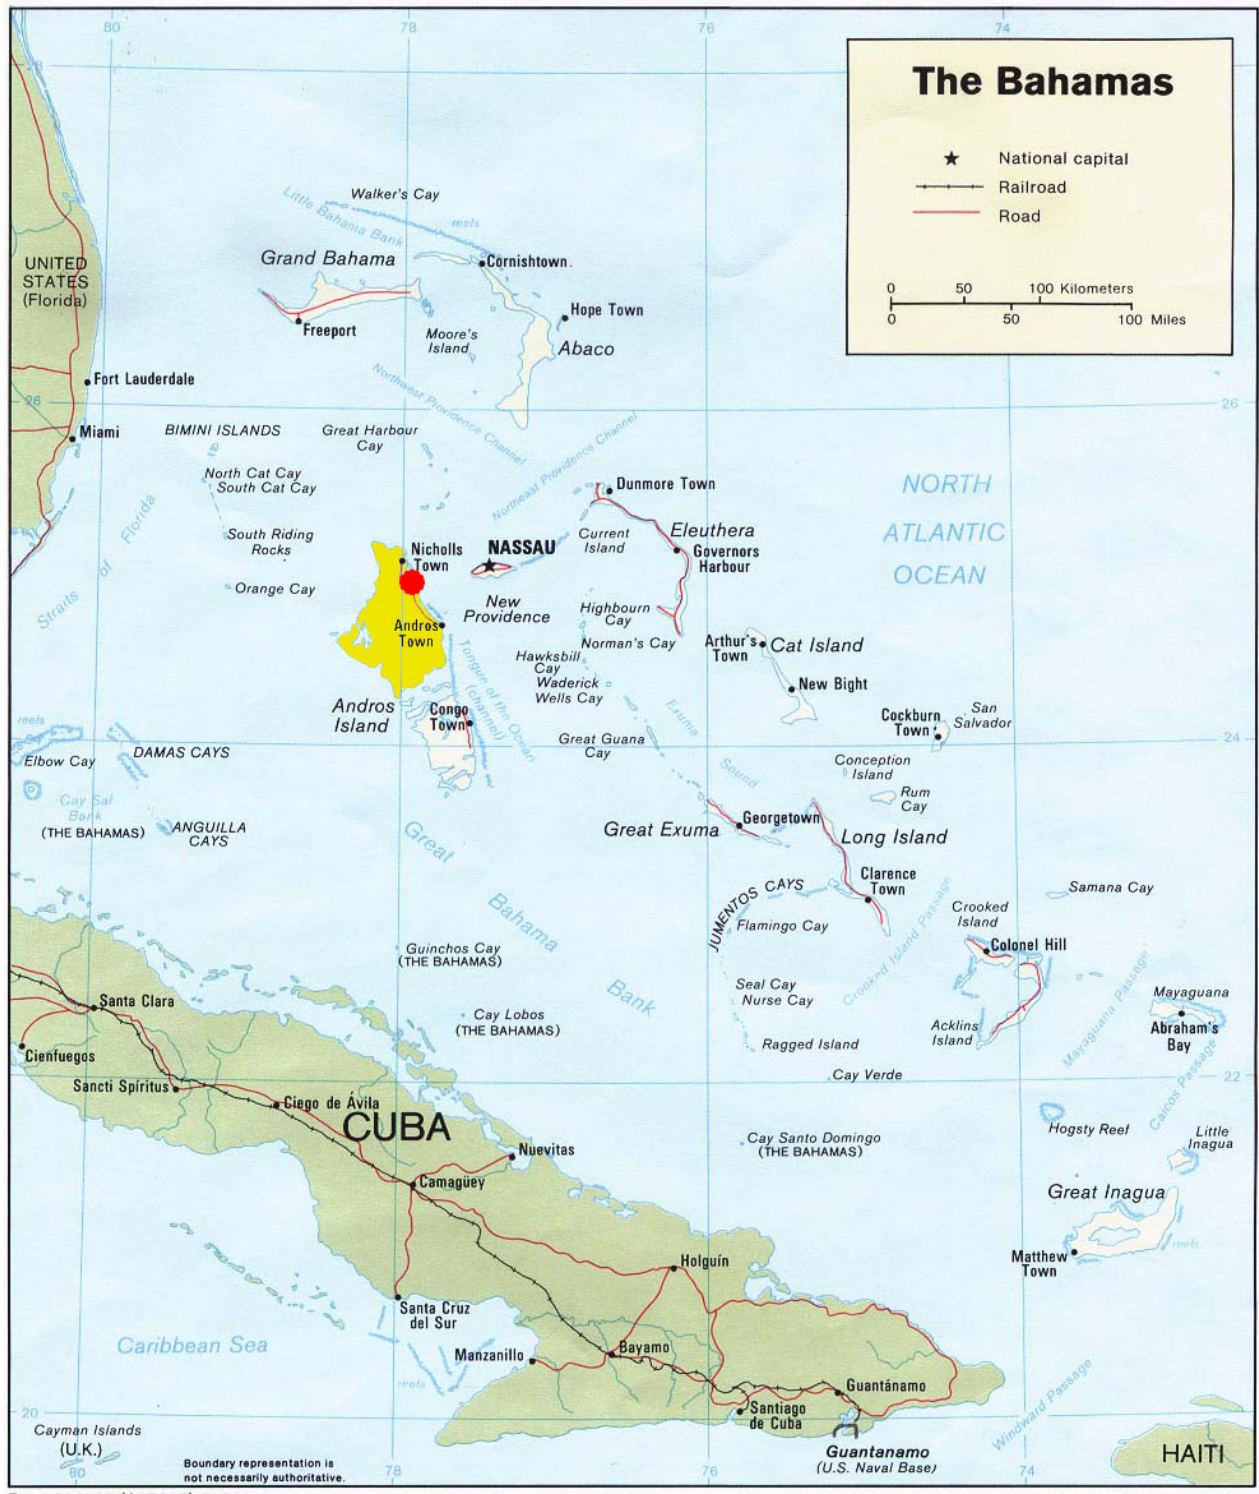 80
78
76
74
28
The Bahamas
National capital
Railroad
Road
0
50
100 Kilometers
0
50
100 Miles
Walker's Cay
Little Bahama Bank
reefs
Grand Bahama
Cornishtown.
UNITED
STATES
(Florida)
Hope Town
Freeport
Moore's
Island
Abaco
Fort Lauderdale
Northwest Providence Channel
26
26
Miami
BIMINI ISLANDS
Great Harbour
Cay
Northeast Providence Channel
North Cat Cay
South Cat Cay
Dunmore Town
NORTH
ATLANTIC
OCEAN
Straits of Florida
South Riding
Rocks
Current
Island
Eleuthera
Nicholls
Town
NASSAU
Governors
Harbour
Orange Cay
New
Providence
Highbourn
Cay
Andros
Town
Norman's Cay
Arthur's
Town
Cat Island
Tongue of the Ocean
(channel)
Hawksbill
Cay
Waderick
Wells Cay
New Bight
Andros
Island
Congo
Town
Exuma
Sound
Cockburn
Town
San
Salvador
reefs
Great Guana
Cay
DAMAS CAYS
Elbow Cay
Conception
Island
24
Cay Sal
Bank
(THE BAHAMAS)
Rum
Cay
ANGUILLA
CAYS
Great Exuma
Georgetown
Long Island
Great
Bahama
Bank
Clarence
Town
JUMENTOS CAYS
Samana Cay
Crooked
Island
Flamingo Cay
Crooked Island Passage
Colonel Hill
Guinchos Cay
(THE BAHAMAS)
Seal Cay
Nurse Cay
Mayaguana Passage
Mayaguana
Santa Clara
Cay Lobos
(THE BAHAMAS)
Acklins
Island
Abraham's
Bay
Cienfuegos
Ragged Island
Sancti Spíritus
Cay Verde
22
Caicos Passage
Ciego de Ávila
CUBA
Hogsty Reef
Little
Inagua
Cay Santo Domingo
(THE BAHAMAS)
Nuevitas
Camagüey
Great Inagua
reefs
Matthew
Town
Holguín
Santa Cruz
del Sur
Caribbean Sea
Manzanillo
Bayamo
reefs
Guantánamo
Windward Passage
20
Santiago
de Cuba
Cayman Islands
(U.K.)
Guantanamo
(U.S. Naval Base)
HAITI
Boundary representation is
not necessarily authoritative.
80
78
76
74